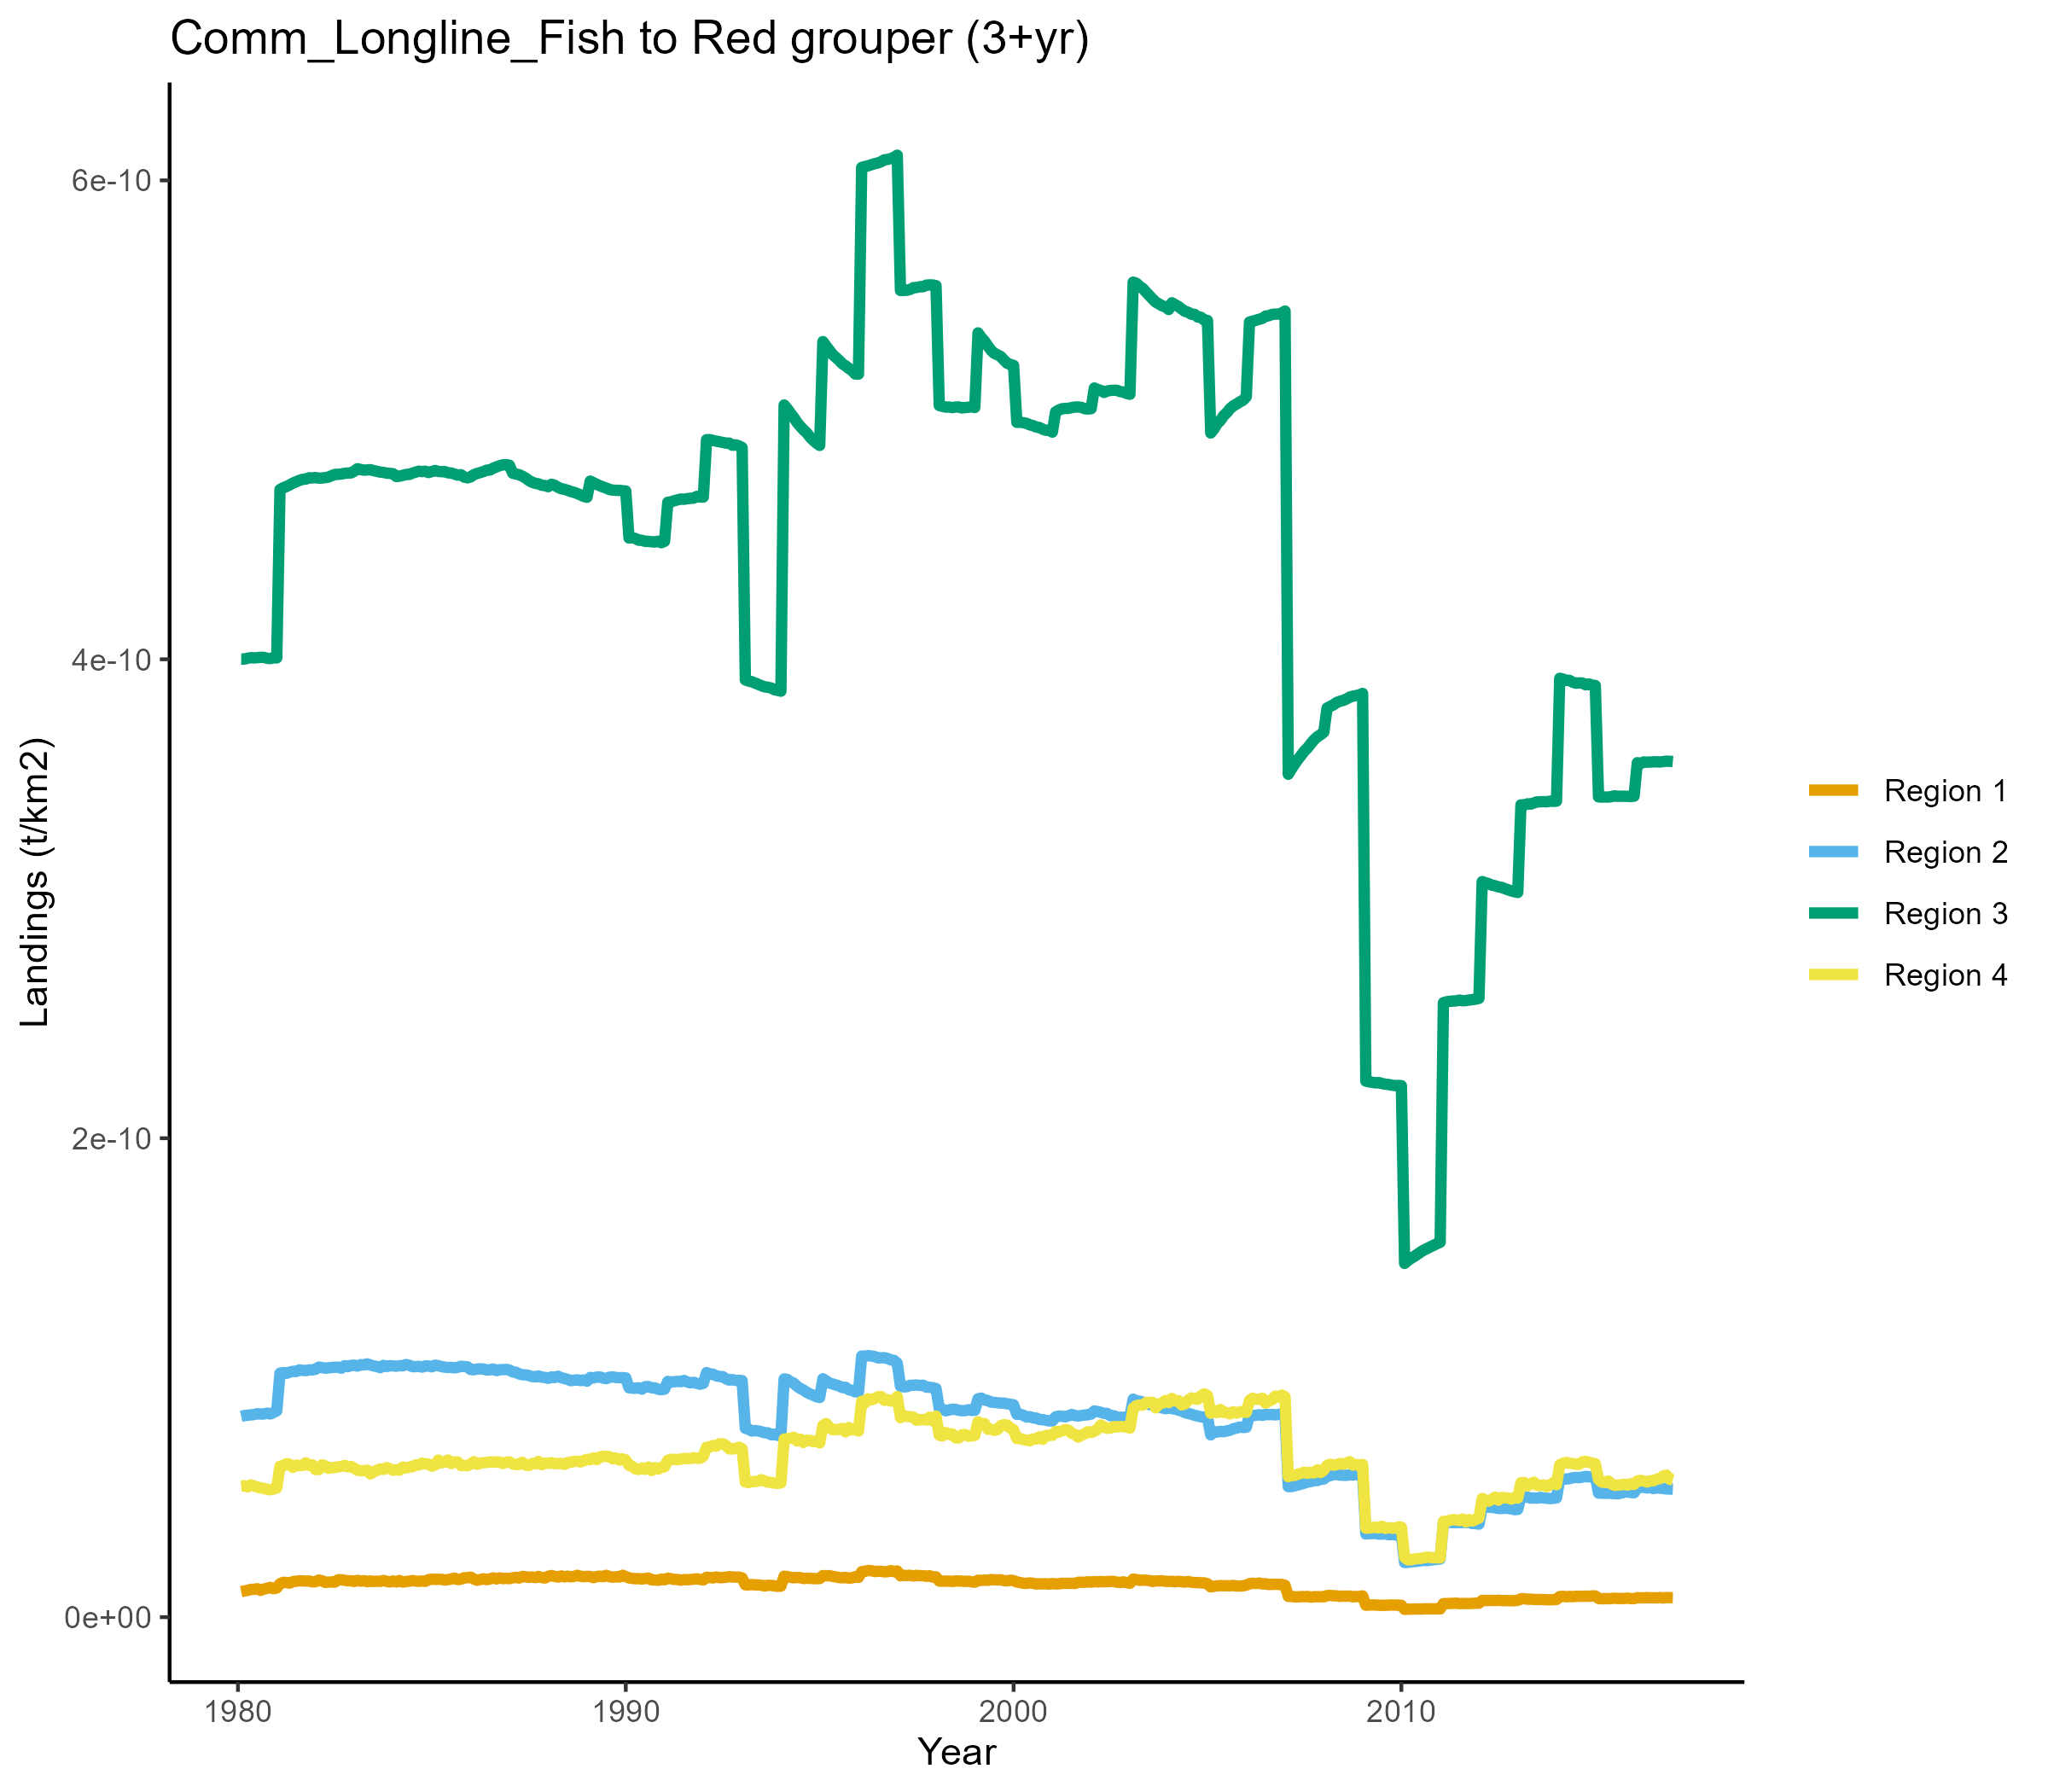 Comm_Longline_Fish to Red grouper (3+yr)
6e-10
4e-10
2e-10
0e+00
Landings (t/km2)
1980
1990
2000
2010
Year
Region 1
Region 2
Region 3
Region 4